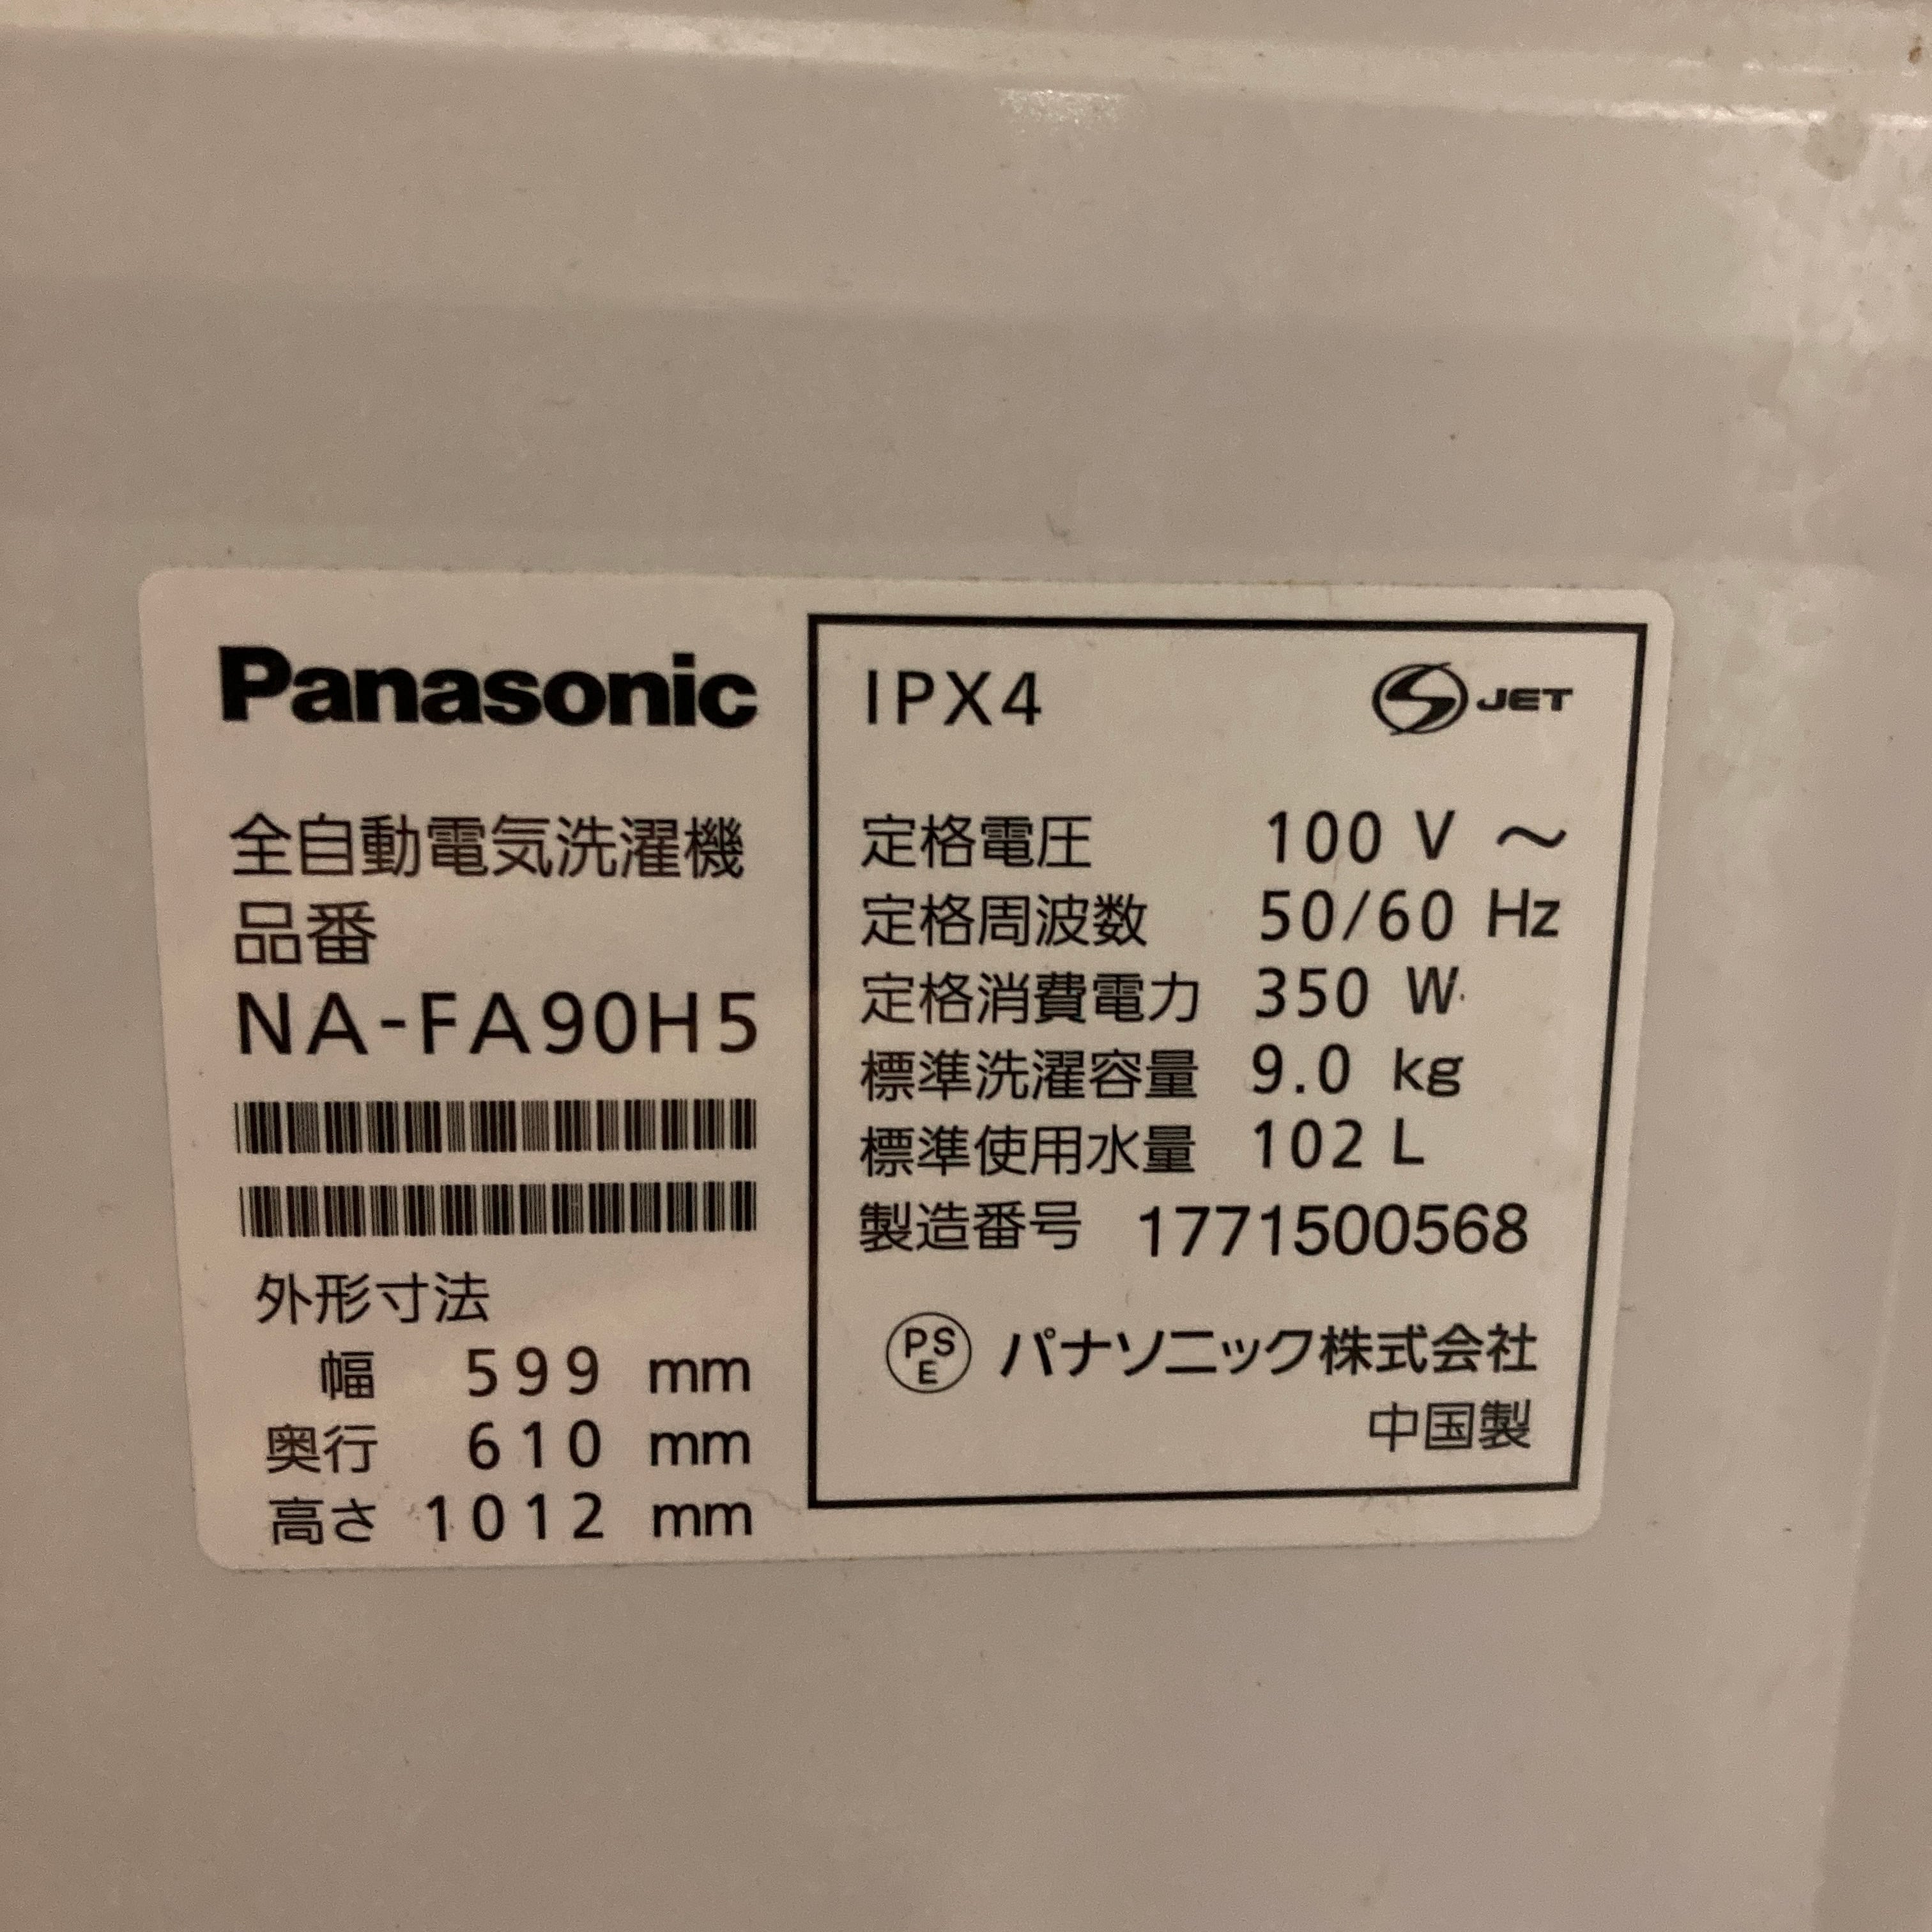 Panasonic
全自動電気洗濯機
品番
NA-FA90H5
外形寸法
幅 599 mm
奥行 610 mm
高さ 1012 mm
IPX4
S JET
定格電圧 100 V ～
定格周波数 50/60 Hz
定格消費電力 350 W
標準洗濯容量 9.0 kg
標準使用水量 102 L
製造番号 1771500568
PSE パナソニック株式会社
中国製